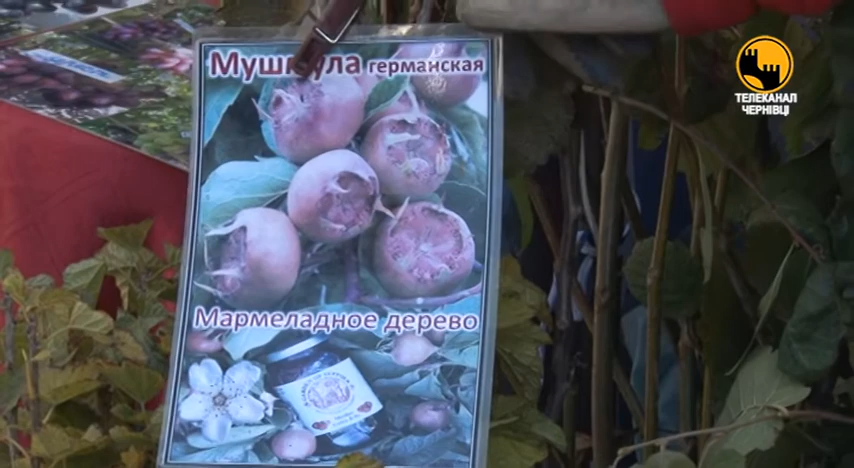 Мушмула германская
ТЕЛЕКАНАЛ
ЧЕРНІВЦІ
Мармеладное дерево